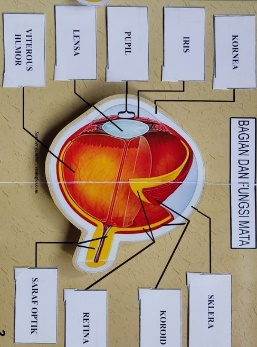 BAGIAN DAN FUNGSI MATA
KORNEA
IRIS
PUPIL
LENSA
VITEROUS
HUMOR
SKLERA
KOROID
RETINA
SARAF OPTIK